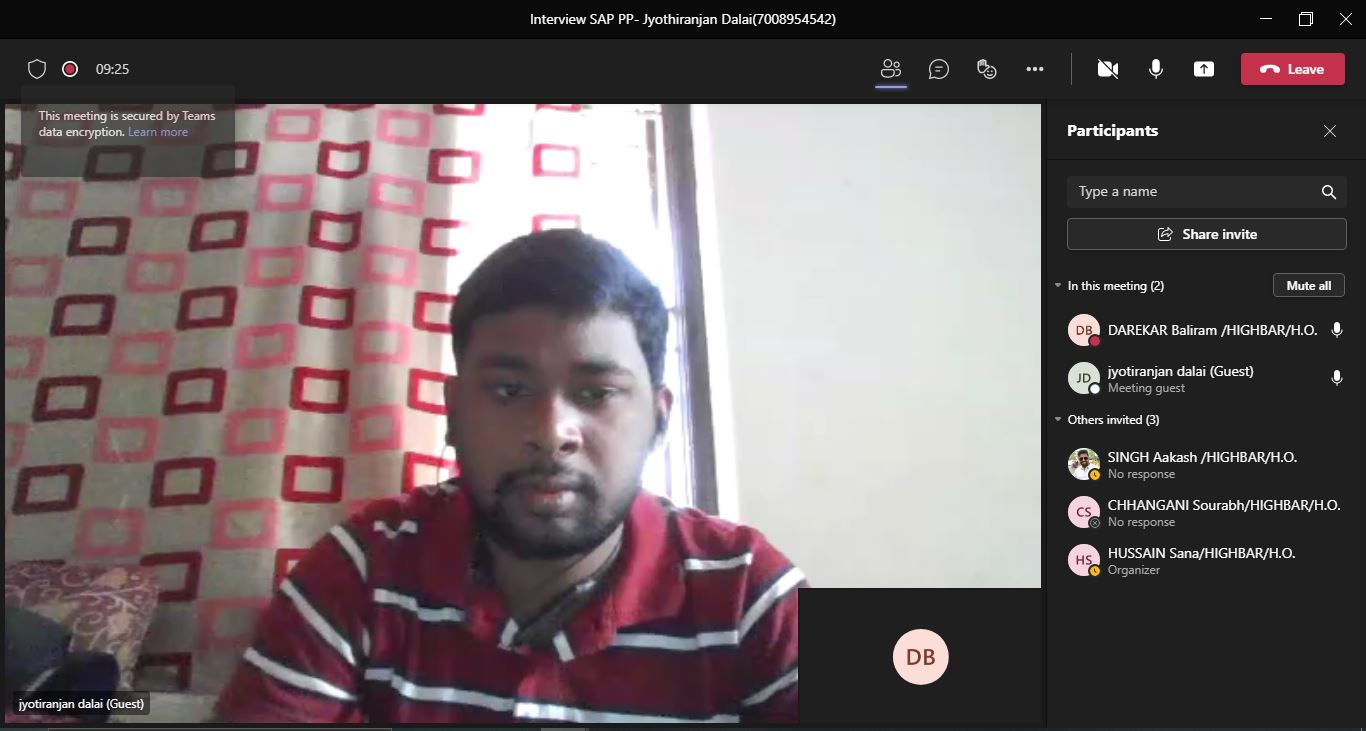 Interview SAP PP- Jyothiranjan Dalai(7008954542)
09:25
Leave
This meeting is secured by Teams
data encryption. Learn more
jyotiranjan dalai (Guest)
DB
Participants
Type a name
Share invite
In this meeting (2)
Mute all
DB
DAREKAR Baliram /HIGHBAR/H.O.
JD
jyotiranjan dalai (Guest)
Meeting guest
Others invited (3)
SINGH Aakash /HIGHBAR/H.O.
No response
CS
CHHANGANI Sourabh/HIGHBAR/H.O.
No response
HS
HUSSAIN Sana/HIGHBAR/H.O.
Organizer